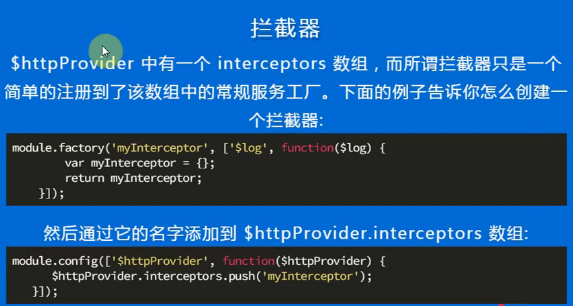 拦截器
$httpProvider 中有一个 interceptors 数组，而所谓拦截器只是一个
简单的注册到了该数组中的常规服务工厂。下面的例子告诉你怎么创建一
个拦截器:
module.factory('myInterceptor', ['$log', function($log) {
var myInterceptor = {};
return myInterceptor;
}]);
然后通过它的名字添加到 $httpProvider.interceptors 数组:
module.config(['$httpProvider', function($httpProvider) {
$httpProvider.interceptors.push('myInterceptor');
}]);